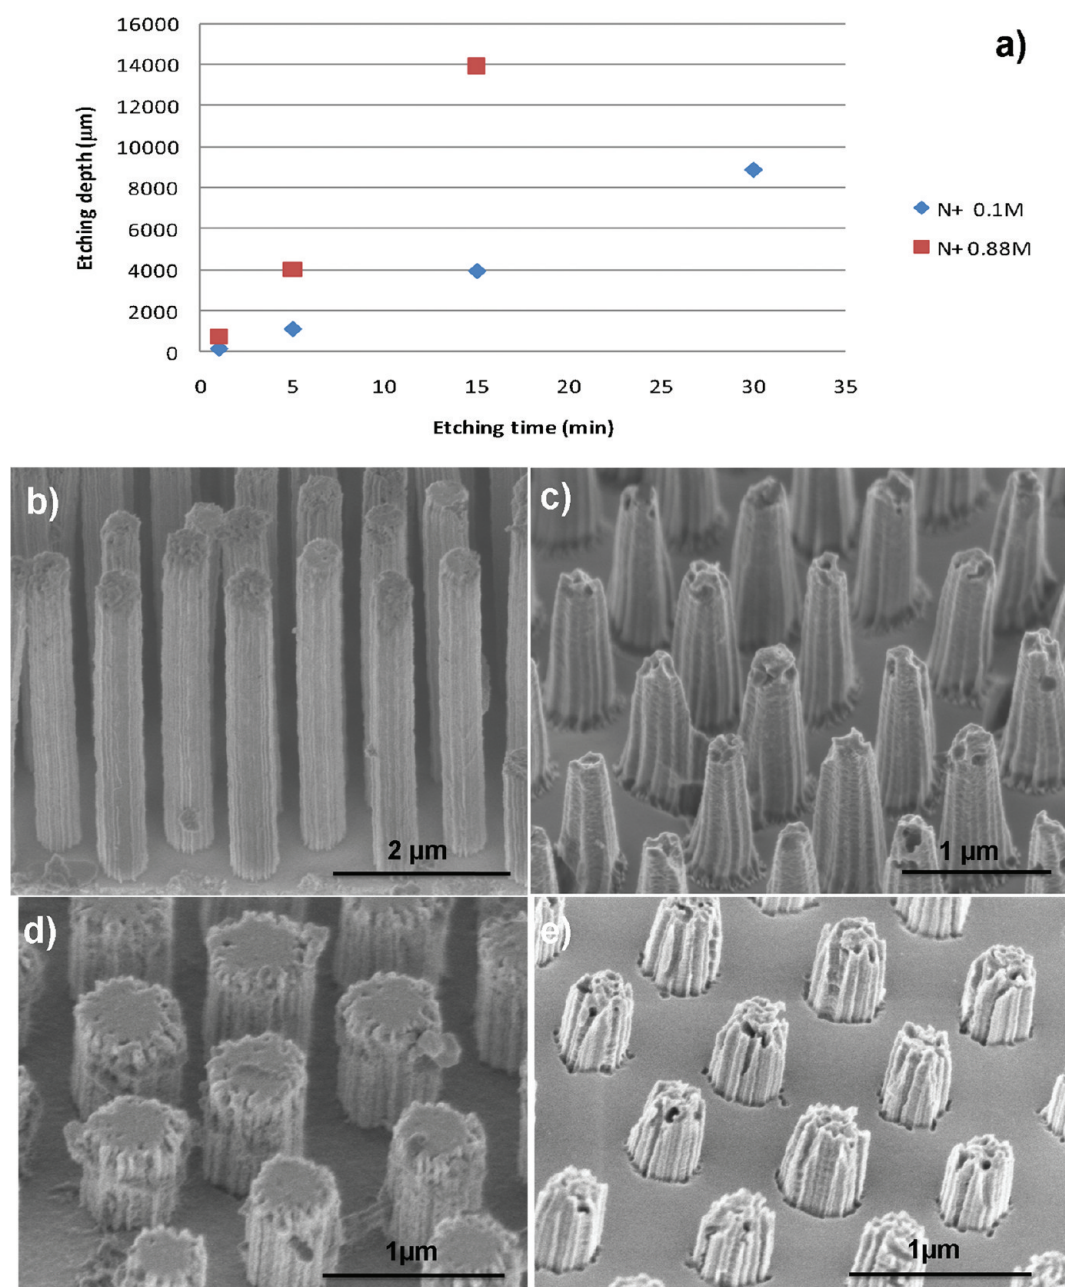 a)
16000
14000
12000
10000
8000
6000
4000
2000
0
Etching depth (µm)
0 5 10 15 20 25 30 35
Etching time (min)
N+ 0.1M
N+ 0.88M
b)
2 µm
c)
1 µm
d)
1µm
e)
1µm